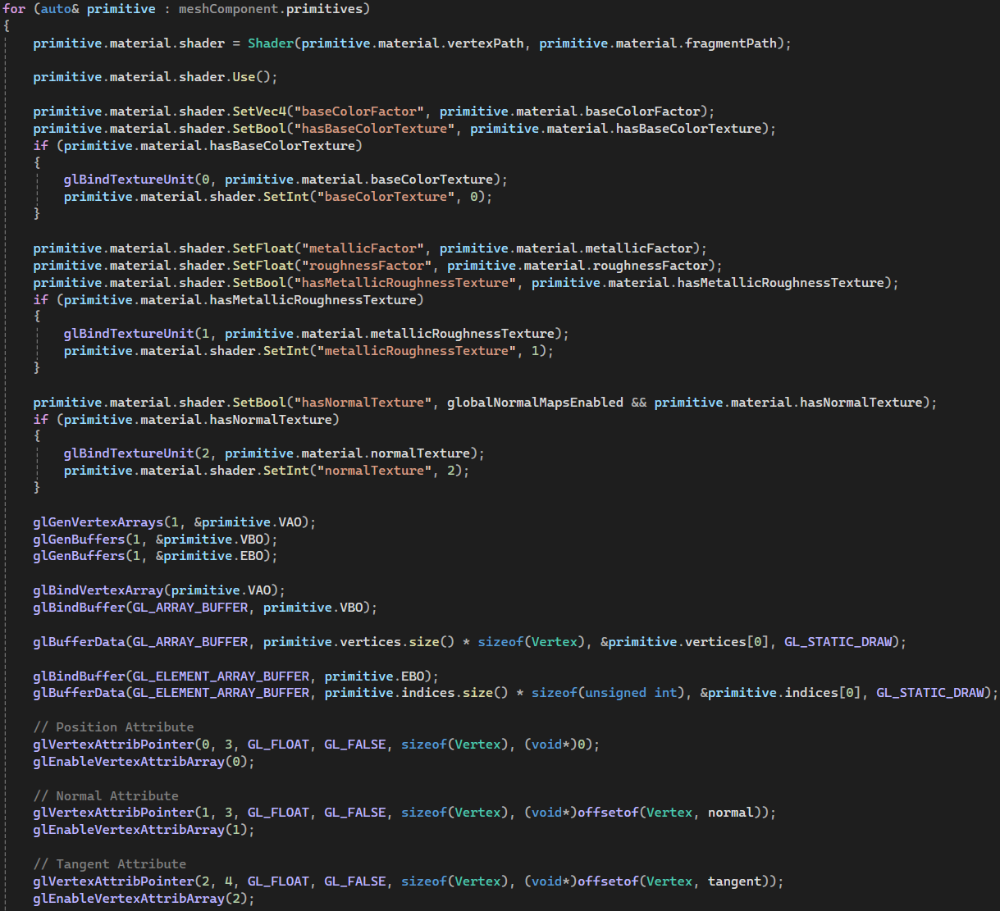 for (auto& primitive : meshComponent.primitives)
{
    primitive.material.shader = Shader(primitive.material.vertexPath, primitive.material.fragmentPath);

    primitive.material.shader.Use();

    primitive.material.shader.SetVec4("baseColorFactor", primitive.material.baseColorFactor);
    primitive.material.shader.SetBool("hasBaseColorTexture", primitive.material.hasBaseColorTexture);
    if (primitive.material.hasBaseColorTexture)
    {
        glBindTextureUnit(0, primitive.material.baseColorTexture);
        primitive.material.shader.SetInt("baseColorTexture", 0);
    }

    primitive.material.shader.SetFloat("metallicFactor", primitive.material.metallicFactor);
    primitive.material.shader.SetFloat("roughnessFactor", primitive.material.roughnessFactor);
    primitive.material.shader.SetBool("hasMetallicRoughnessTexture", primitive.material.hasMetallicRoughnessTexture);
    if (primitive.material.hasMetallicRoughnessTexture)
    {
        glBindTextureUnit(1, primitive.material.metallicRoughnessTexture);
        primitive.material.shader.SetInt("metallicRoughnessTexture", 1);
    }

    primitive.material.shader.SetBool("hasNormalTexture", globalNormalMapsEnabled && primitive.material.hasNormalTexture);
    if (primitive.material.hasNormalTexture)
    {
        glBindTextureUnit(2, primitive.material.normalTexture);
        primitive.material.shader.SetInt("normalTexture", 2);
    }

    glGenVertexArrays(1, &primitive.VAO);
    glGenBuffers(1, &primitive.VBO);
    glGenBuffers(1, &primitive.EBO);

    glBindVertexArray(primitive.VAO);
    glBindBuffer(GL_ARRAY_BUFFER, primitive.VBO);

    glBufferData(GL_ARRAY_BUFFER, primitive.vertices.size() * sizeof(Vertex), &primitive.vertices[0], GL_STATIC_DRAW);

    glBindBuffer(GL_ELEMENT_ARRAY_BUFFER, primitive.EBO);
    glBufferData(GL_ELEMENT_ARRAY_BUFFER, primitive.indices.size() * sizeof(unsigned int), &primitive.indices[0], GL_STATIC_DRAW);

    // Position Attribute
    glVertexAttribPointer(0, 3, GL_FLOAT, GL_FALSE, sizeof(Vertex), (void*)0);
    glEnableVertexAttribArray(0);

    // Normal Attribute
    glVertexAttribPointer(1, 3, GL_FLOAT, GL_FALSE, sizeof(Vertex), (void*)offsetof(Vertex, normal));
    glEnableVertexAttribArray(1);

    // Tangent Attribute
    glVertexAttribPointer(2, 4, GL_FLOAT, GL_FALSE, sizeof(Vertex), (void*)offsetof(Vertex, tangent));
    glEnableVertexAttribArray(2);